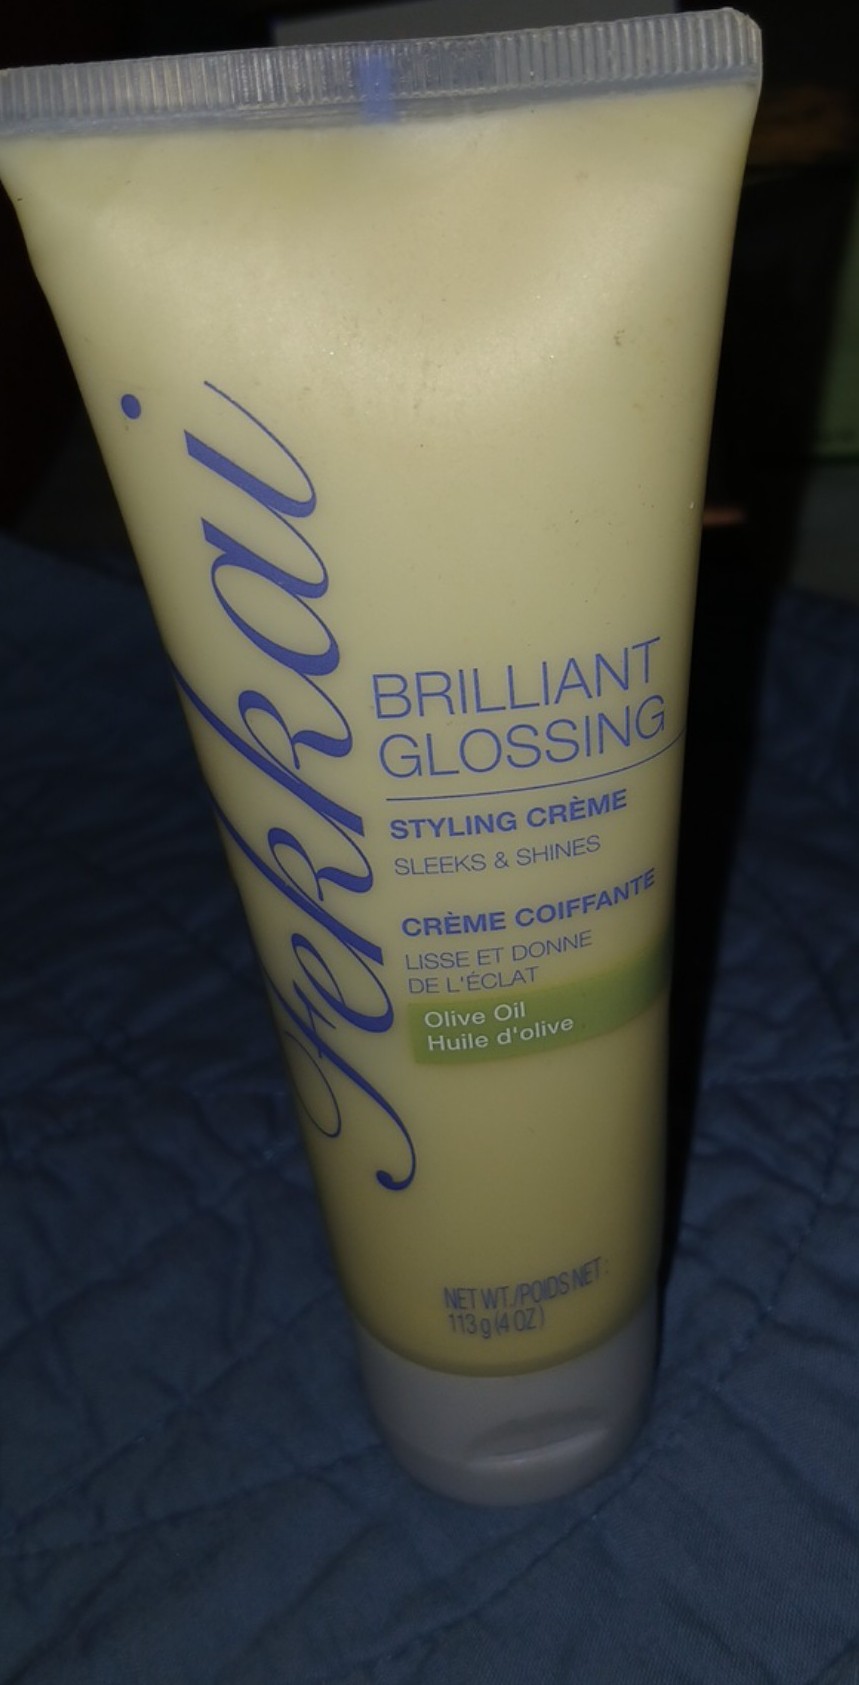 Fekkai
BRILLIANT
GLOSSING
STYLING CRÈME
SLEEKS & SHINES
CRÈME COIFFANTE
LISSE ET DONNE
DE L'ÉCLAT
Olive Oil
Huile d'olive
NET WT./POIDS NET:
113 g (4 OZ)